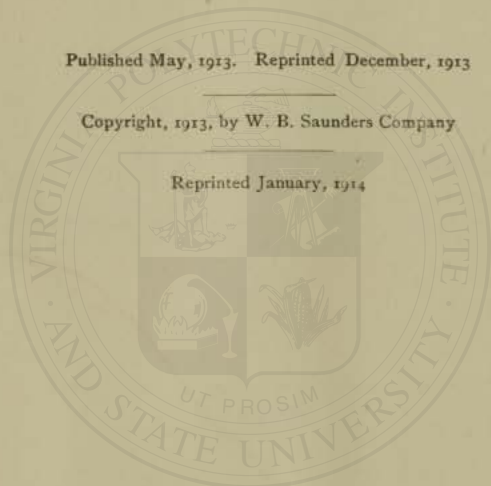 Published May, 1913. Reprinted December, 1913
Copyright, 1913, by W. B. Saunders Company
Reprinted January, 1914
VIRGINIA POLYTECHNIC INSTITUTE
AND STATE UNIVERSITY
UT PROSIM